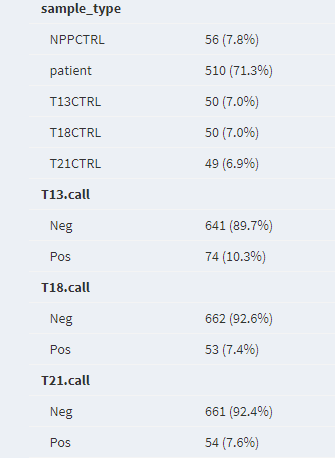 sample_type
NPPCTRL 56 (7.8%)
patient 510 (71.3%)
T13CTRL 50 (7.0%)
T18CTRL 50 (7.0%)
T21CTRL 49 (6.9%)
T13.call
Neg 641 (89.7%)
Pos 74 (10.3%)
T18.call
Neg 662 (92.6%)
Pos 53 (7.4%)
T21.call
Neg 661 (92.4%)
Pos 54 (7.6%)